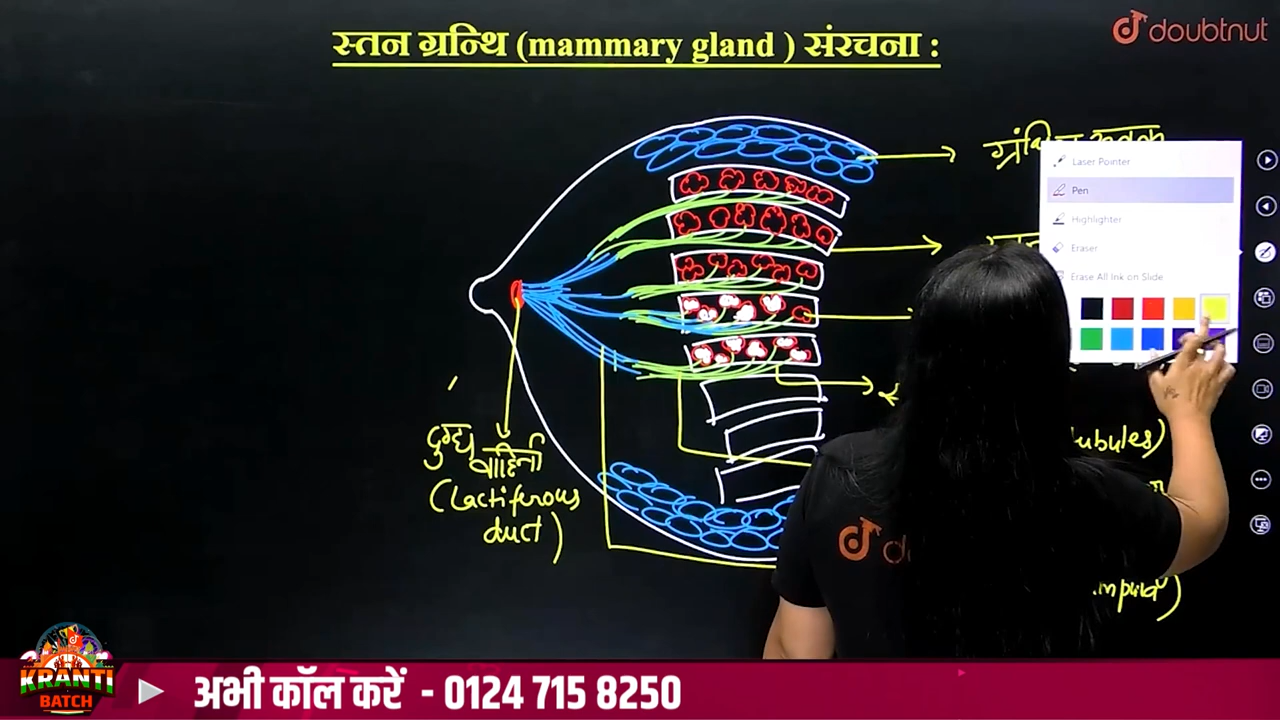 स्तन ग्रन्थि (mammary gland ) संरचना :
doubtnut
Laser Pointer
Pen
Highlighter
Eraser
Erase All Ink on Slide
दुग्ध
वाहिनी
(Lactiferous
duct)
tubules)
KRANTI
BATCH
अभी कॉल करें - 0124 715 8250